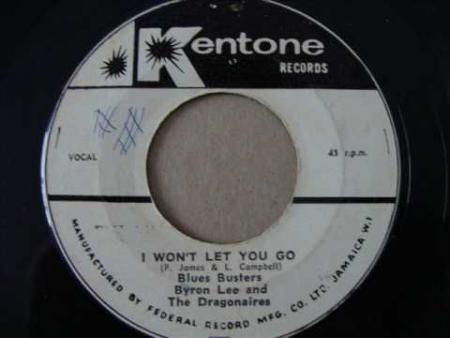 Kentone
RECORDS
VOCAL
45 r.p.m.
I WON'T LET YOU GO
(P. James & L. Campbell)
Blues Busters
Byron Lee and
The Dragonaires
MANUFACTURED BY FEDERAL RECORD MFG. CO. LTD. JAMAICA W.I